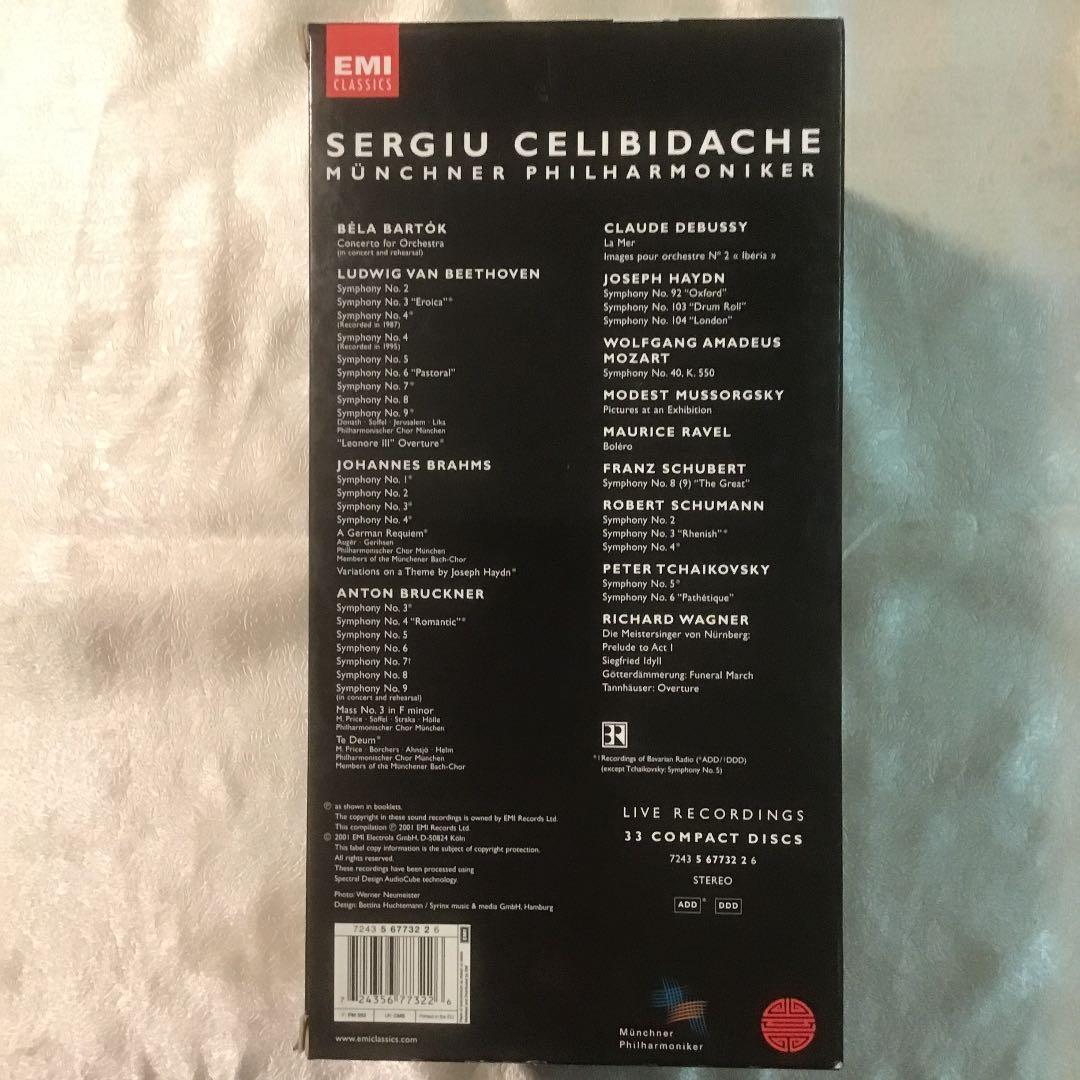 EMI
CLASSICS
SERGIU CELIBIDACHE
MÜNCHNER PHILHARMONIKER
BÉLA BARTÓK
Concerto for Orchestra
(in concert and rehearsal)
LUDWIG VAN BEETHOVEN
Symphony No. 2
Symphony No. 3 "Eroica"*
Symphony No. 4*
(Recorded in 1987)
Symphony No. 4
(Recorded in 1995)
Symphony No. 5
Symphony No. 6 "Pastoral"
Symphony No. 7*
Symphony No. 8
Symphony No. 9*
Donath · Soffel · Jerusalem · Lika
Philharmonischer Chor München
"Leonore III" Overture*
JOHANNES BRAHMS
Symphony No. 1*
Symphony No. 2
Symphony No. 3*
Symphony No. 4*
A German Requiem*
Augér · Gerihsen
Philharmonischer Chor München
Members of the Münchener Bach-Chor
Variations on a Theme by Joseph Haydn*
ANTON BRUCKNER
Symphony No. 3*
Symphony No. 4 "Romantic"*
Symphony No. 5
Symphony No. 6
Symphony No. 7!
Symphony No. 8
Symphony No. 9
(in concert and rehearsal)
Mass No. 3 in F minor
M. Price · Soffel · Straka · Hölle
Philharmonischer Chor München
Te Deum*
M. Price · Borchers · Ahnsjö · Helm
Philharmonischer Chor München
Members of the Münchener Bach-Chor
CLAUDE DEBUSSY
La Mer
Images pour orchestre N° 2 « Ibéria »
JOSEPH HAYDN
Symphony No. 92 "Oxford"
Symphony No. 103 "Drum Roll"
Symphony No. 104 "London"
WOLFGANG AMADEUS
MOZART
Symphony No. 40, K. 550
MODEST MUSSORGSKY
Pictures at an Exhibition
MAURICE RAVEL
Boléro
FRANZ SCHUBERT
Symphony No. 8 (9) "The Great"
ROBERT SCHUMANN
Symphony No. 2
Symphony No. 3 "Rhenish"*
Symphony No. 4*
PETER TCHAIKOVSKY
Symphony No. 5*
Symphony No. 6 "Pathétique"
RICHARD WAGNER
Die Meistersinger von Nürnberg:
Prelude to Act I
Siegfried Idyll
Götterdämmerung: Funeral March
Tannhäuser: Overture
BR
*! Recordings of Bavarian Radio (*ADD/!DDD)
(except Tchaikovsky: Symphony No. 5)
℗ as shown in booklets.
The copyright in these sound recordings is owned by EMI Records Ltd.
This compilation ℗ 2001 EMI Records Ltd.
© 2001 EMI Electrola GmbH, D-50824 Köln
This label copy information is the subject of copyright protection.
All rights reserved.
These recordings have been processed using
Spectral Design AudioCube technology.
Photo: Werner Neumeister
Design: Bettina Huchtemann / Syrinx music & media GmbH, Hamburg
LIVE RECORDINGS
33 COMPACT DISCS
7243 5 67732 2 6
STEREO
ADD* DDD
7243 5 67732 2 6
7 24356 77322 6
Printed in the EU
EMI
www.emiclassics.com
Münchner
Philharmoniker